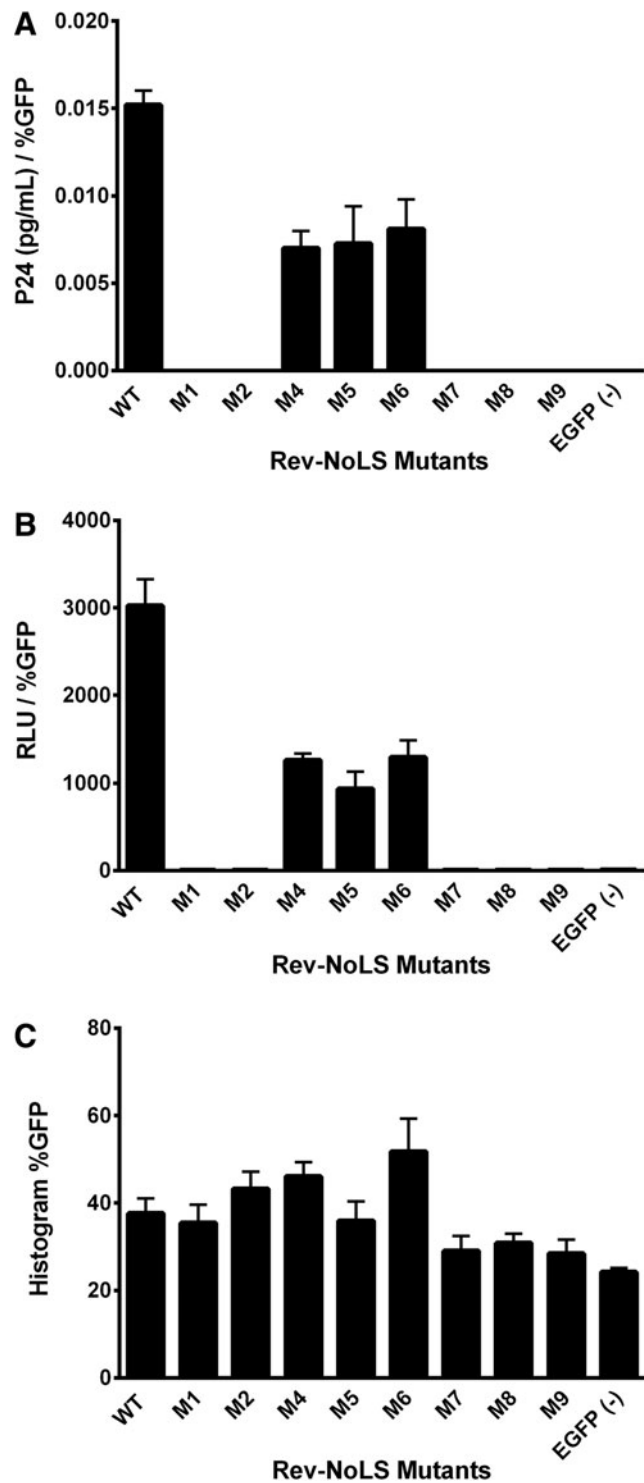 A
P24 (pg/mL) / %GFP
0.020
0.015
0.010
0.005
0.000
WT M1 M2 M4 M5 M6 M7 M8 M9 EGFP (-)
Rev-NoLS Mutants
B
RLU / %GFP
4000
3000
2000
1000
0
WT M1 M2 M4 M5 M6 M7 M8 M9 EGFP (-)
Rev-NoLS Mutants
C
Histogram %GFP
80
60
40
20
0
WT M1 M2 M4 M5 M6 M7 M8 M9 EGFP (-)
Rev-NoLS Mutants